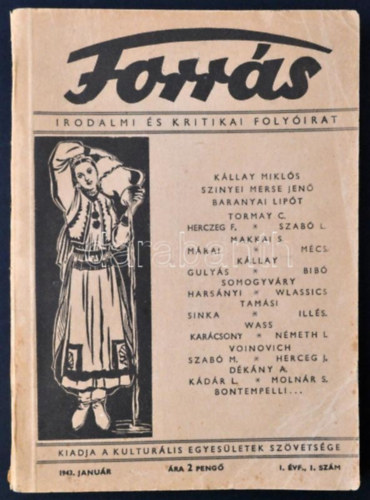 Forrás
IRODALMI ÉS KRITIKAI FOLYÓIRAT
KÁLLAY MIKLÓS
SZINYEI MERSE JENŐ
BARANYAI LIPÓT
TORMAY C.
HERCZEG F. * SZABÓ L.
MAKKAI S.
MÁRAI * MÉCS
KÁLLAY
GULYÁS * BIBÓ
SOMOGYVÁRY
HARSÁNYI * WLASSICS
TAMÁSI
SINKA * ILLÉS
WASS
KARÁCSONY * NÉMETH I.
VOINOVICH
SZABÓ M. * HERCEG J.
DÉKÁNY A.
KÁDÁR L. * MOLNÁR S.
BONTEMPELLI...
KIADJA A KULTURÁLIS EGYESÜLETEK SZÖVETSÉGE
1943. JANUÁR ÁRA 2 PENGŐ I. ÉVF., 1. SZÁM